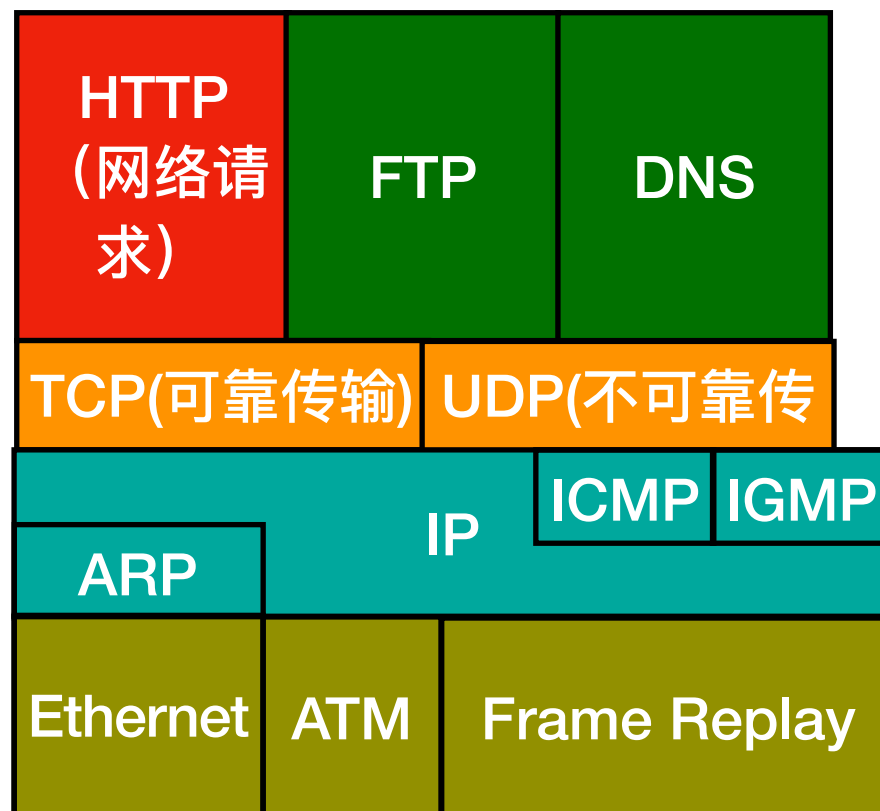 HTTP
（网络请
求）
FTP
DNS
TCP(可靠传输)
UDP(不可靠传
ICMP
IGMP
IP
ARP
Ethernet
ATM
Frame Replay